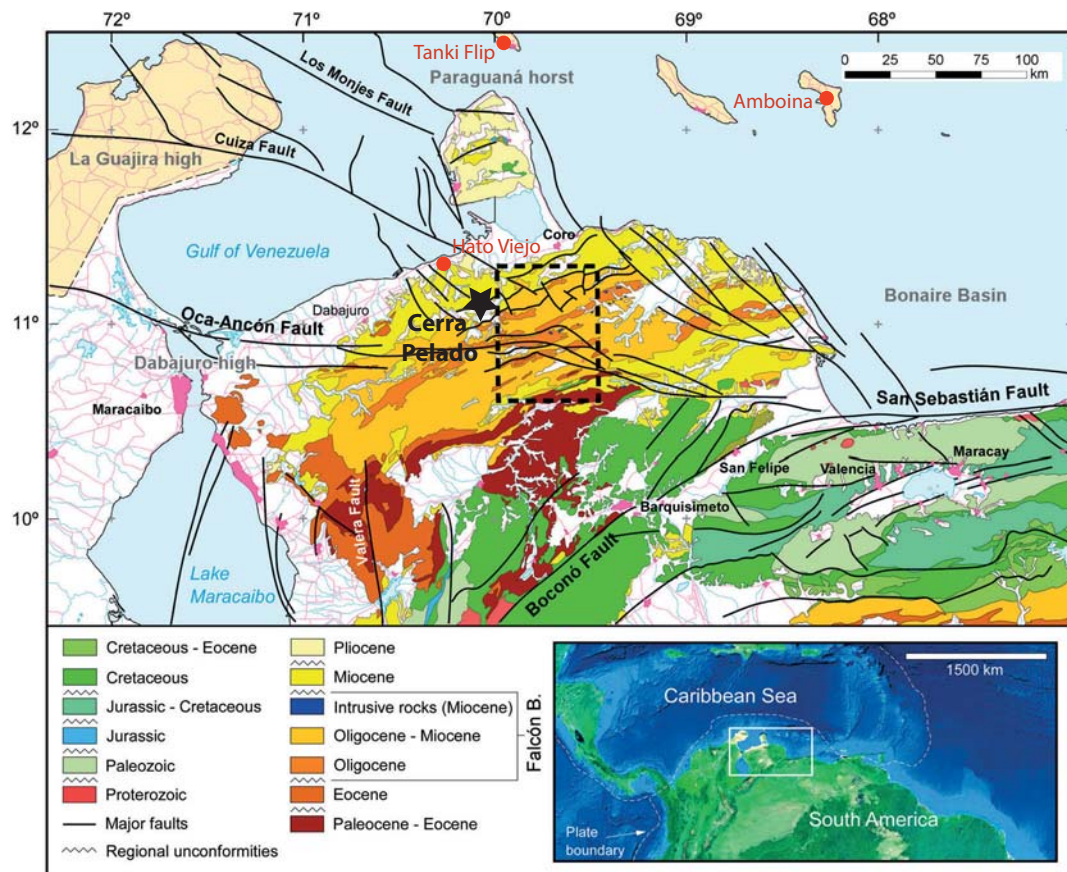 72º 71º 70º 69º 68º
Tanki Flip
Paraguaná horst
Los Monjes Fault
0 25 50 75 100
km
Amboina
12º
Cuiza Fault
La Guajira high
Hato Viejo
Coro
Gulf of Venezuela
Dabajuro
11º
Cerra
Pelado
Bonaire Basin
Oca-Ancón Fault
Dabajuro high
Maracaibo
San Sebastián Fault
San Felipe
Valencia
Maracay
10º
Valera Fault
Barquisimeto
Boconó Fault
Lake
Maracaibo
Cretaceous - Eocene
Cretaceous
Jurassic - Cretaceous
Jurassic
Paleozoic
Proterozoic
Major faults
Regional unconformities
Pliocene
Miocene
Intrusive rocks (Miocene)
Oligocene - Miocene
Oligocene
Eocene
Paleocene - Eocene
Falcón B.
1500 km
Caribbean Sea
South America
Plate
boundary